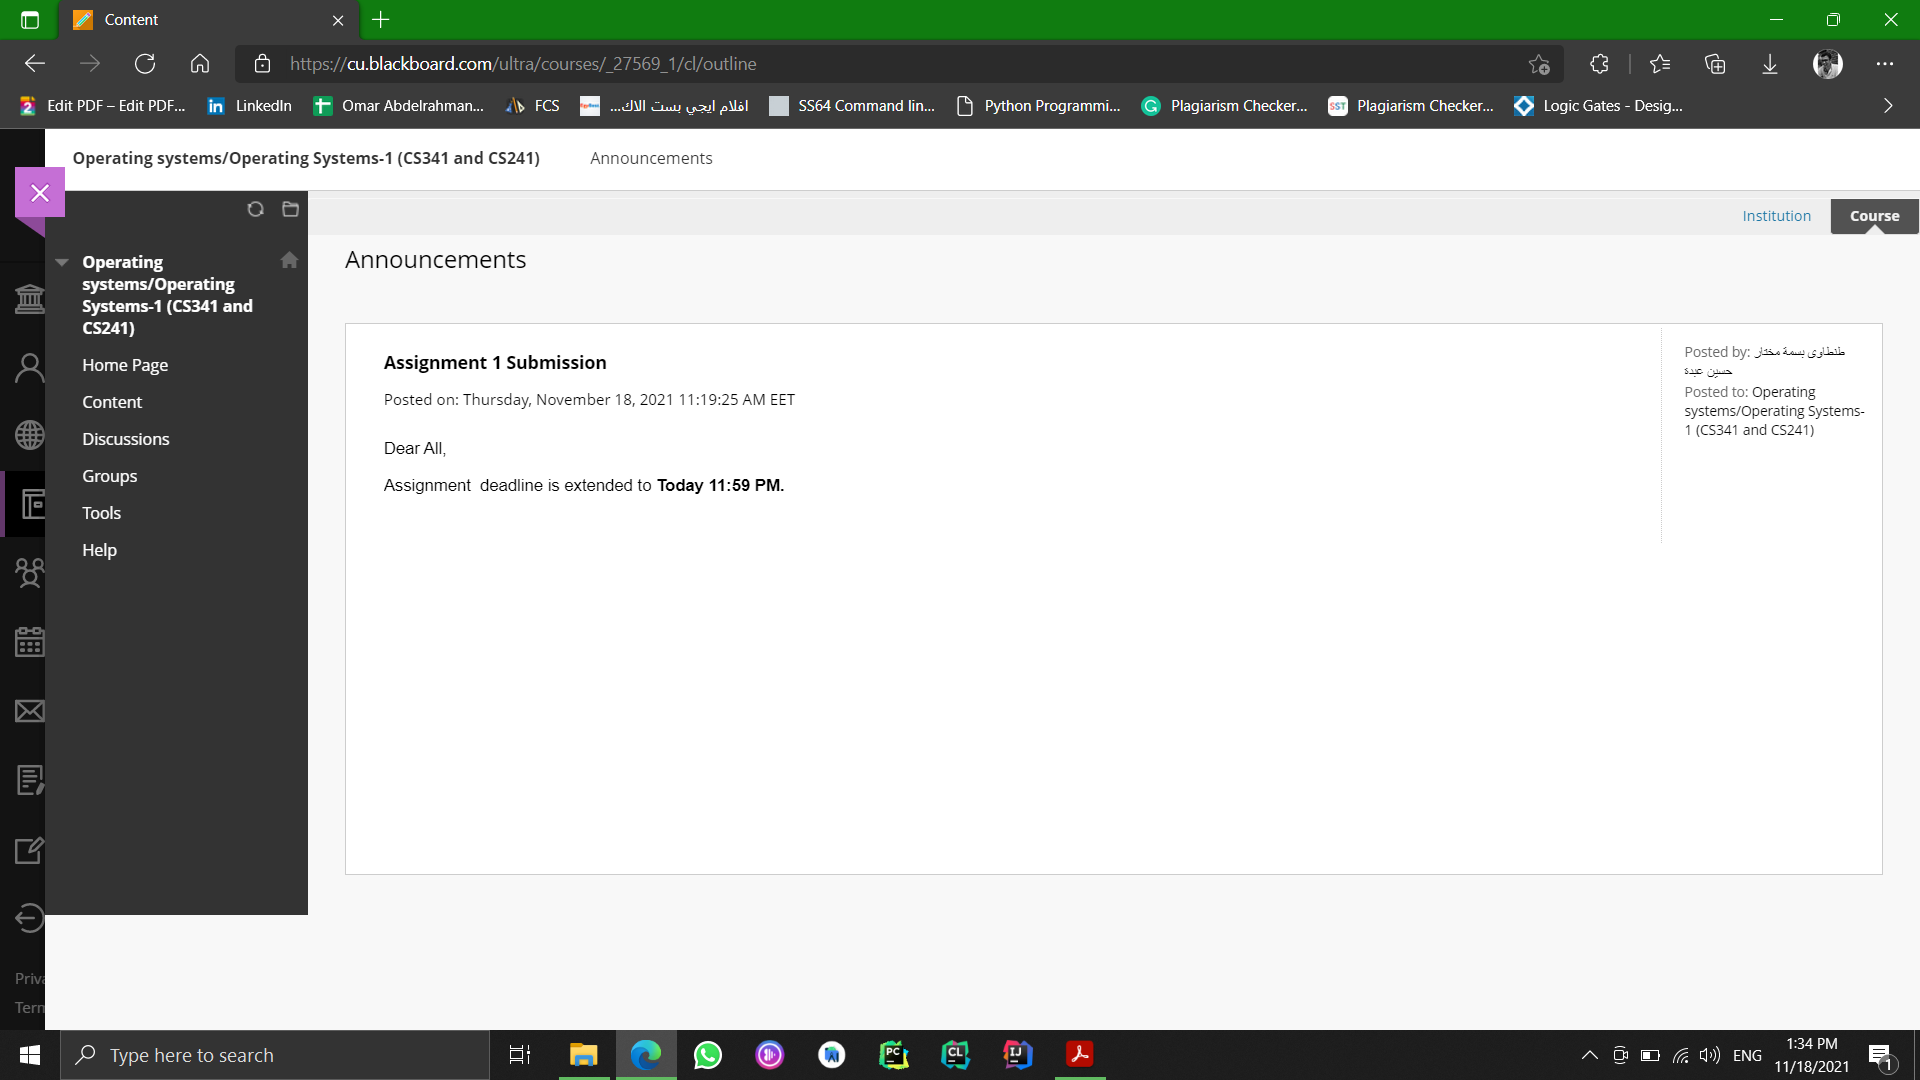 Content
https://cu.blackboard.com/ultra/courses/_27569_1/cl/outline
Edit PDF – Edit PDF...
LinkedIn
Omar Abdelrahman...
FCS
افلام ايجي بست الاك...
SS64 Command lin...
Python Programmi...
Plagiarism Checker...
Plagiarism Checker...
Logic Gates - Desig...
Operating systems/Operating Systems-1 (CS341 and CS241)
Announcements
Institution
Course
Operating
systems/Operating
Systems-1 (CS341 and
CS241)
Home Page
Content
Discussions
Groups
Tools
Help
Announcements
Assignment 1 Submission
Posted on: Thursday, November 18, 2021 11:19:25 AM EET
Dear All,
Assignment  deadline is extended to Today 11:59 PM.
Posted by: طنطاوى بسمة مختار
حسين عبدة
Posted to: Operating
systems/Operating Systems-
1 (CS341 and CS241)
Priva
Term
Type here to search
ENG
1:34 PM
11/18/2021
1